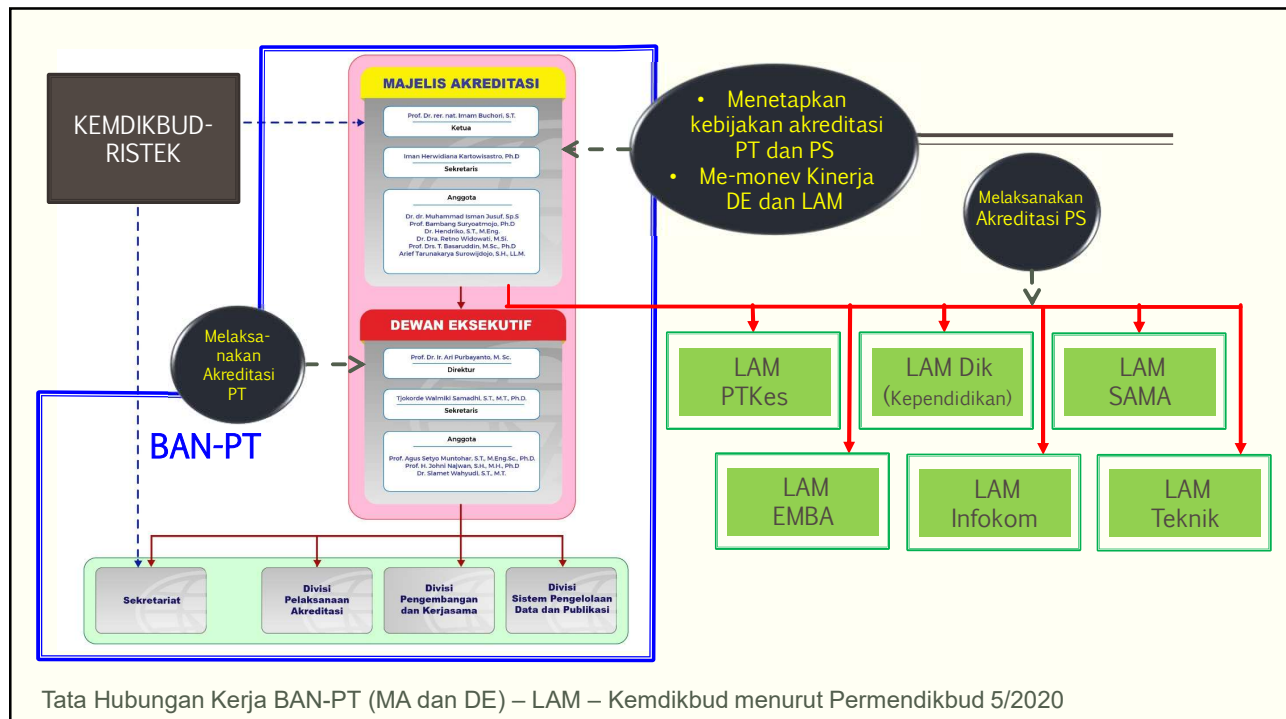 KEMDIKBUD-
RISTEK
MAJELIS AKREDITASI
Prof. Dr. rer. nat. Imam Buchori, S.T.
Ketua
Iman Herwidiana Kartowisastro, Ph.D
Sekretaris
Anggota
Dr. dr. Muhammad Isman Jusuf, Sp.S
Prof. Bambang Suryoatmojo, Ph.D
Dr. Hendriko, S.T., M.Eng.
Dr. Dra. Retno Widowati, M.Si.
Prof. Drs. T. Basaruddin, M.Sc., Ph.D
Arief Tarunakarya Surowidjojo, S.H., LL.M.
• Menetapkan
kebijakan akreditasi
PT dan PS
• Me-monev Kinerja
DE dan LAM
Melaksanakan
Akreditasi PS
Melaksa-
nakan
Akreditasi
PT
BAN-PT
DEWAN EKSEKUTIF
Prof. Dr. Ir. Ari Purbayanto, M. Sc.
Direktur
Tjokorde Walmiki Samadhi, S.T., M.T., Ph.D.
Sekretaris
Anggota
Prof. Agus Setyo Muntohar, S.T., M.Eng.Sc., Ph.D.
Prof. H. Johni Najwan, S.H., M.H., Ph.D
Dr. Slamet Wahyudi, S.T., M.T.
LAM
PTKes
LAM Dik
(Kependidikan)
LAM
SAMA
LAM
EMBA
LAM
Infokom
LAM
Teknik
Sekretariat
Divisi
Pelaksanaan
Akreditasi
Divisi
Pengembangan
dan Kerjasama
Divisi
Sistem Pengelolaan
Data dan Publikasi
Tata Hubungan Kerja BAN-PT (MA dan DE) – LAM – Kemdikbud menurut Permendikbud 5/2020